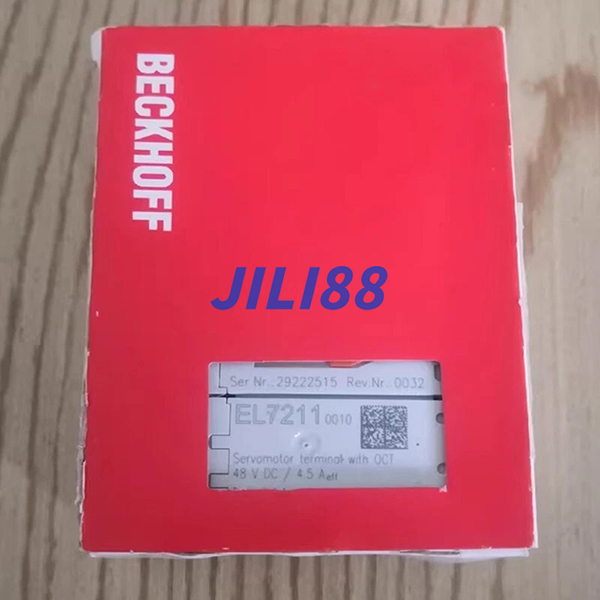 BECKHOFF
JILI88
Ser Nr.: 29222515 Rev.Nr.: 0032
EL7211 0010
Servomotor terminal with OCT
48 V DC / 4.5 Aeff